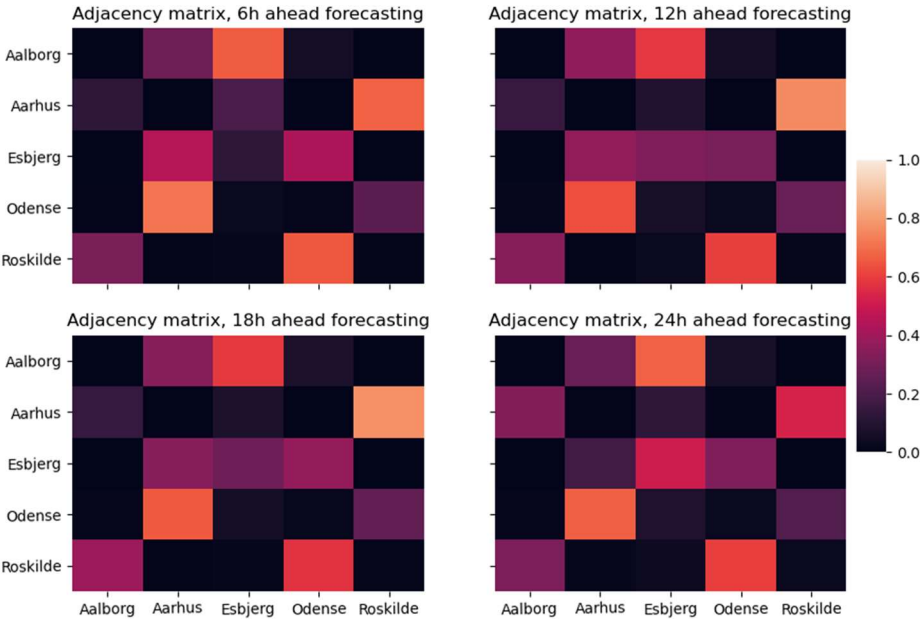 Adjacency matrix, 6h ahead forecasting
Adjacency matrix, 12h ahead forecasting
Aalborg
Aarhus
Esbjerg
Odense
Roskilde
1.0
0.8
0.6
0.4
0.2
0.0
Adjacency matrix, 18h ahead forecasting
Adjacency matrix, 24h ahead forecasting
Aalborg
Aarhus
Esbjerg
Odense
Roskilde
Aalborg Aarhus Esbjerg Odense Roskilde
Aalborg Aarhus Esbjerg Odense Roskilde